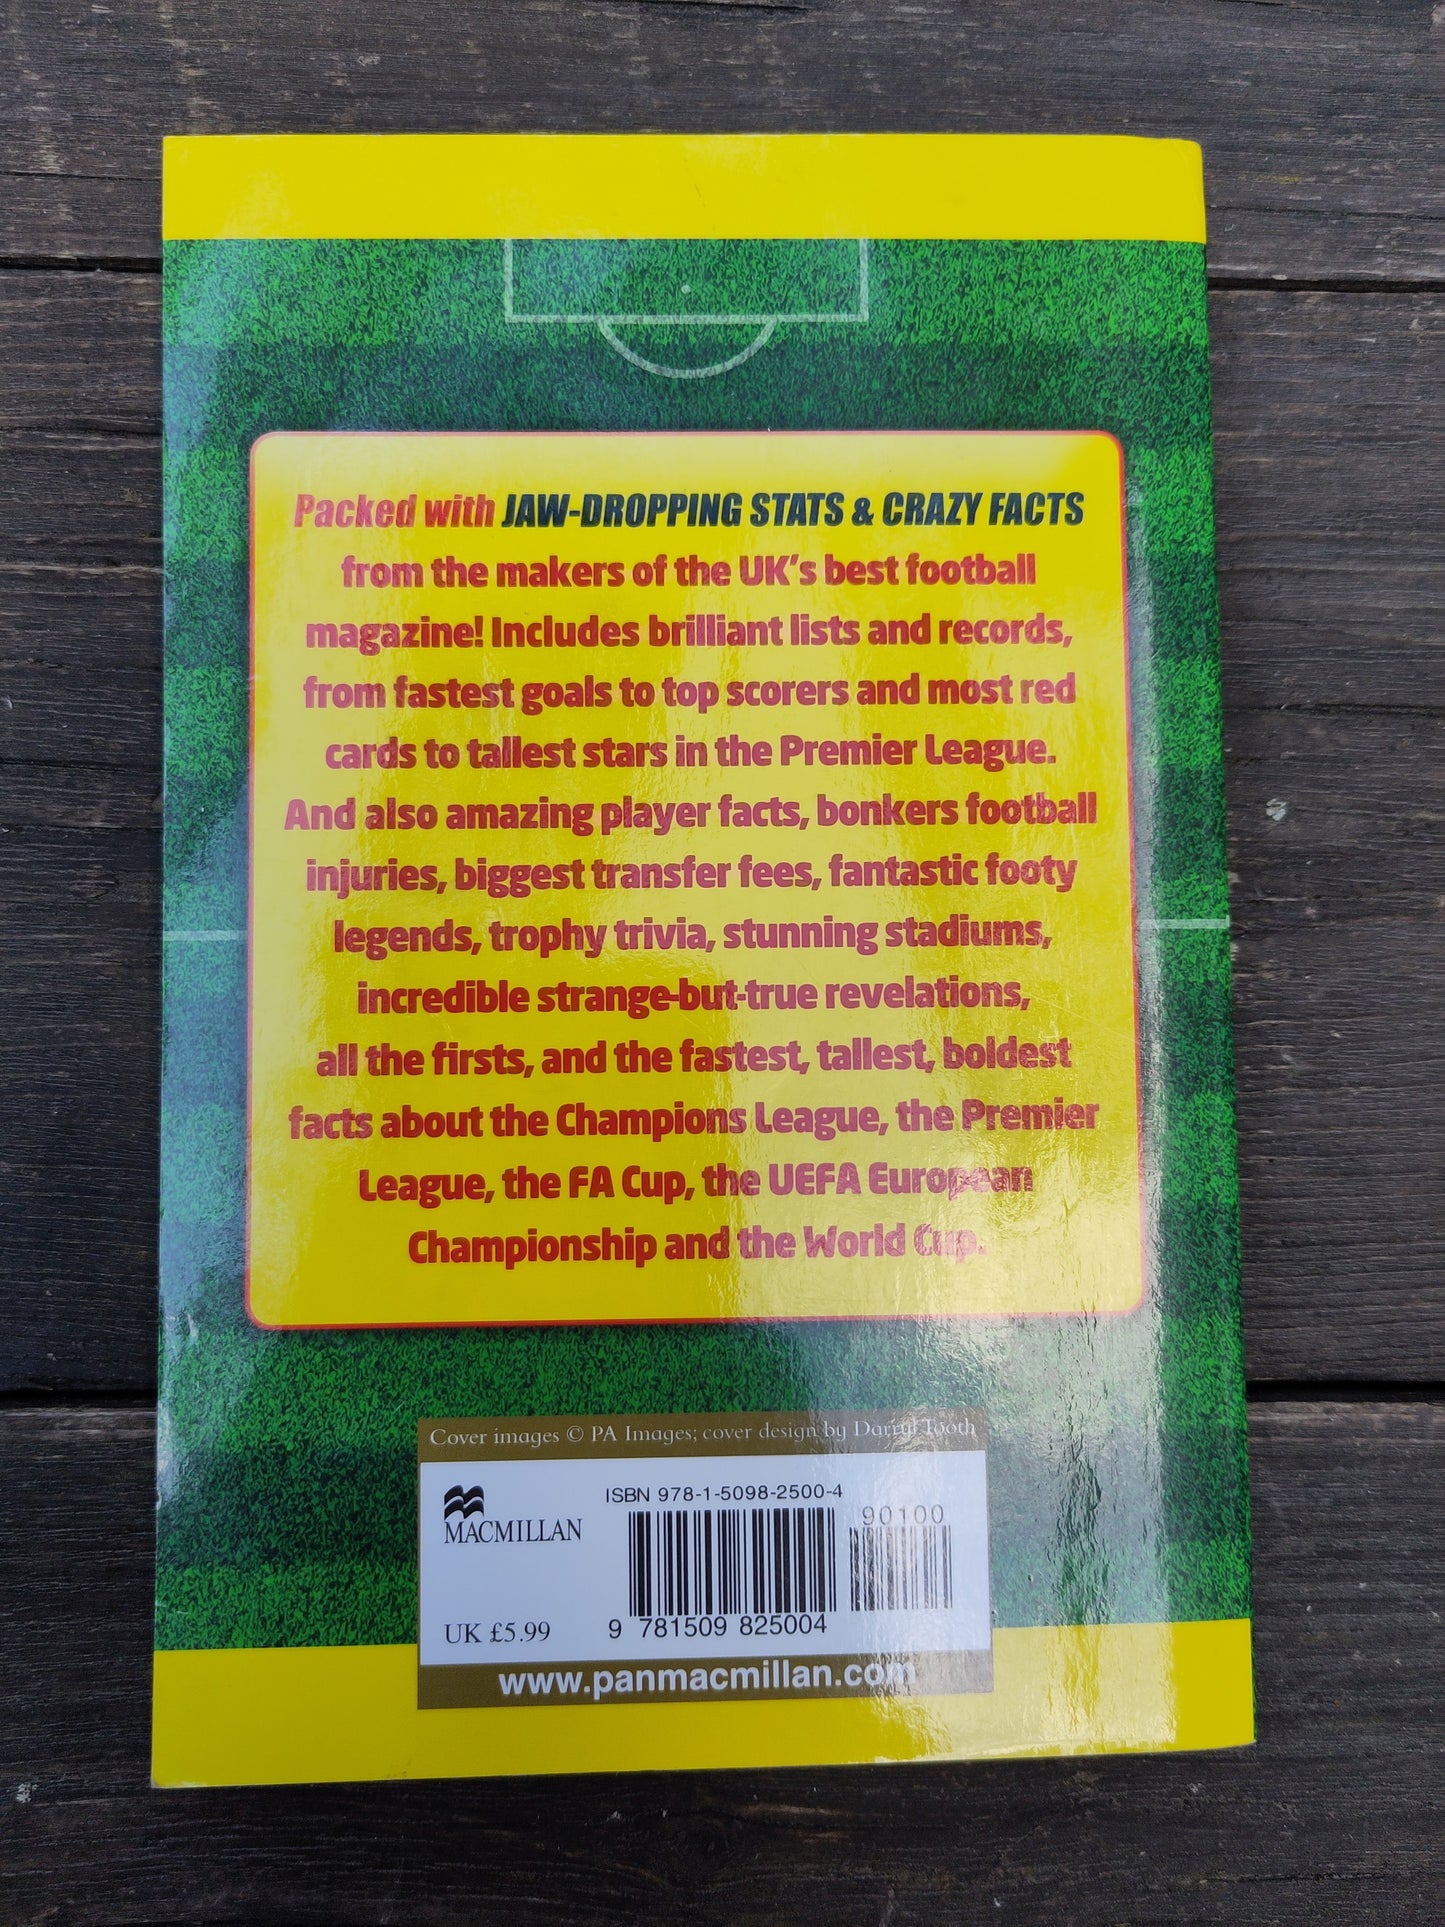 Packed with JAW-DROPPING STATS & CRAZY FACTS
from the makers of the UK's best football
magazine! Includes brilliant lists and records,
from fastest goals to top scorers and most red
cards to tallest stars in the Premier League.
And also amazing player facts, bonkers football
injuries, biggest transfer fees, fantastic footy
legends, trophy trivia, stunning stadiums,
incredible strange-but-true revelations,
all the firsts, and the fastest, tallest, boldest
facts about the Champions League, the Premier
League, the FA Cup, the UEFA European
Championship and the World Cup.
Cover images © PA Images; cover design by Darryl Tooth
ISBN 978-1-5098-2500-4
90100
MACMILLAN
UK £5.99
9 781509 825004
www.panmacmillan.com